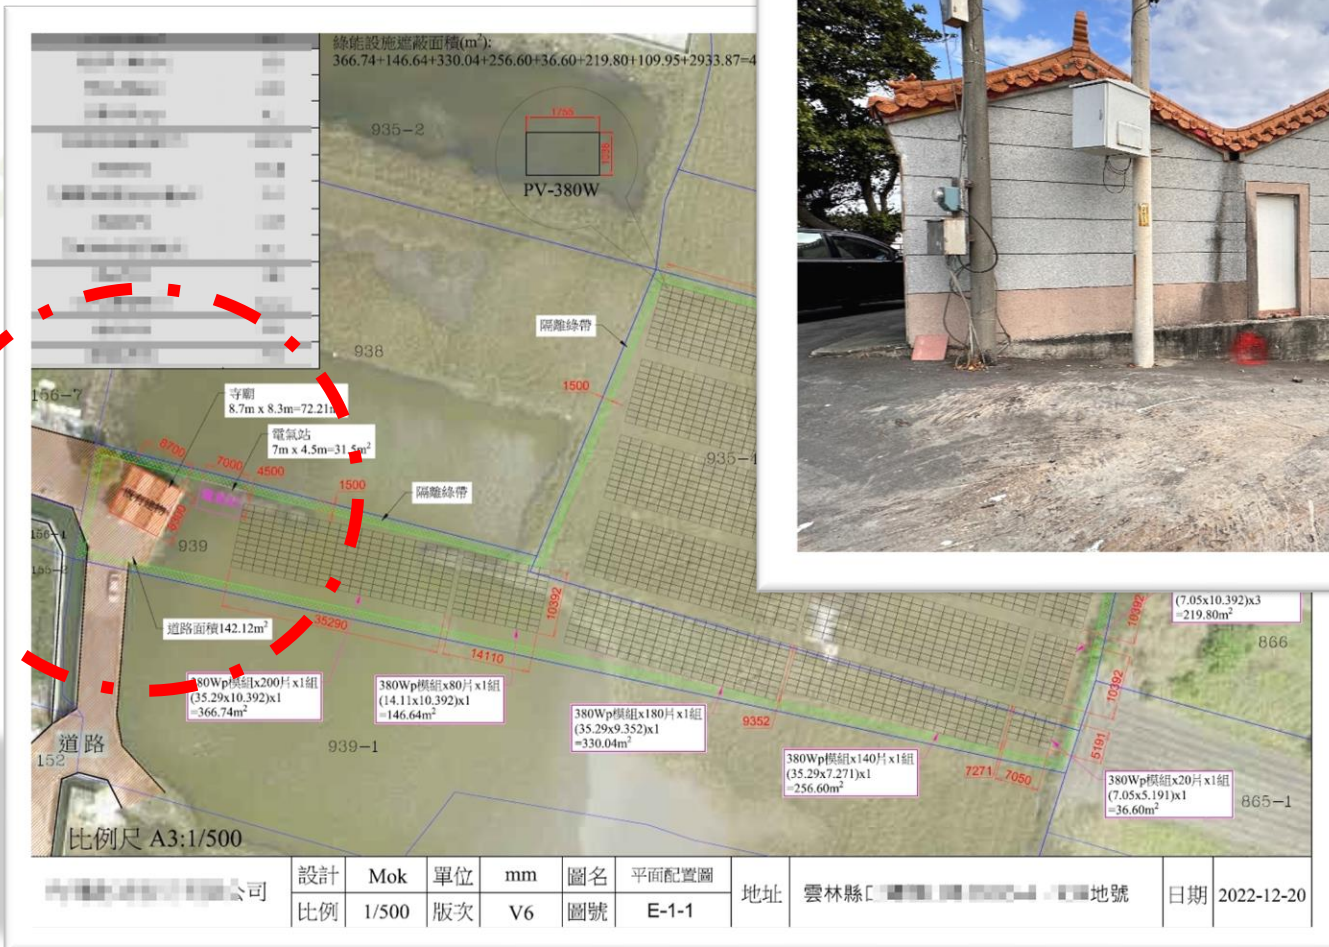 綠能設施遮蔽面積(m²):
366.74+146.64+330.04+256.60+36.60+219.80+109.95+2933.87=4
935-2
1755
1035
PV-380W
隔離綠帶
938
1500
156-7
寺廟
8.7m x 8.3m=72.21m
電氣站
7m x 4.5m=31.5m²
8700
7000
4500
1500
935-4
隔離綠帶
939
道路面積142.12m²
35290
14110
10392
380Wp模組x200片x1組
(35.29x10.392)x1
=366.74m²
380Wp模組x80片x1組
(14.11x10.392)x1
=146.64m²
380Wp模組x180片x1組
(35.29x9.352)x1
=330.04m²
9352
380Wp模組x140片x1組
(35.29x7.271)x1
=256.60m²
7271
7050
5191
10392
10392
(7.05x10.392)x3
=219.80m²
866
380Wp模組x20片x1組
(7.05x5.191)x1
=36.60m²
865-1
939-1
道路
152
比例尺 A3:1/500
公司
設計 Mok 單位 mm 圖名 平面配置圖
比例 1/500 版次 V6 圖號 E-1-1
地址 雲林縣 地號
日期 2022-12-20